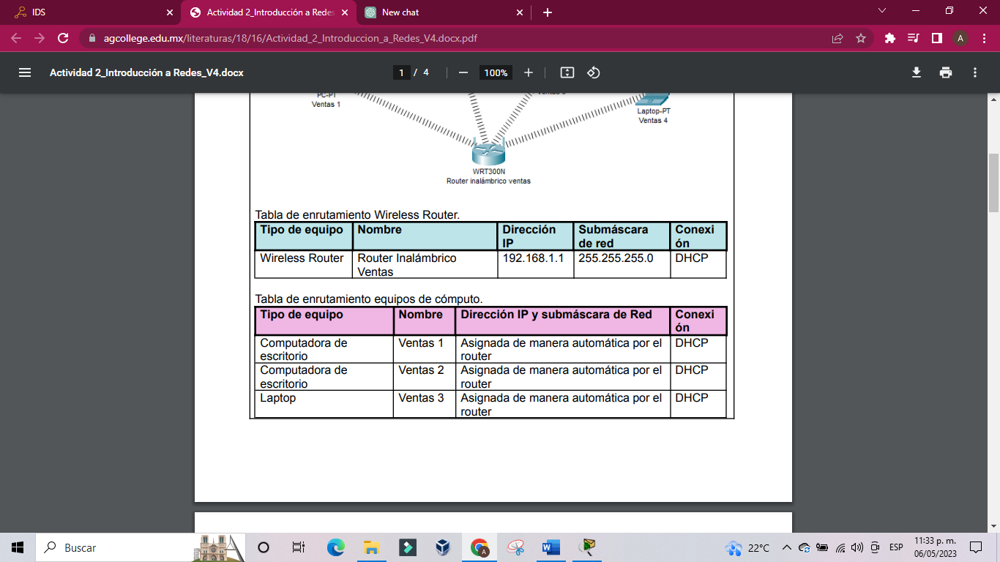 IDS
Actividad 2_Introducción a Redes
New chat
agcollege.edu.mx/literaturas/18/16/Actividad_2_Introduccion_a_Redes_V4.docx.pdf
A
Actividad 2_Introducción a Redes_V4.docx
1 / 4
100%
PC-PT
Ventas 1
Laptop-PT
Ventas 4
WRT300N
Router inalámbrico ventas
Tabla de enrutamiento Wireless Router.
Tipo de equipo Nombre Dirección IP Submáscara de red Conexión
Wireless Router Router Inalámbrico Ventas 192.168.1.1 255.255.255.0 DHCP
Tabla de enrutamiento equipos de cómputo.
Tipo de equipo Nombre Dirección IP y submáscara de Red Conexión
Computadora de escritorio Ventas 1 Asignada de manera automática por el router DHCP
Computadora de escritorio Ventas 2 Asignada de manera automática por el router DHCP
Laptop Ventas 3 Asignada de manera automática por el router DHCP
Buscar
22°C
ESP
11:33 p. m.
06/05/2023